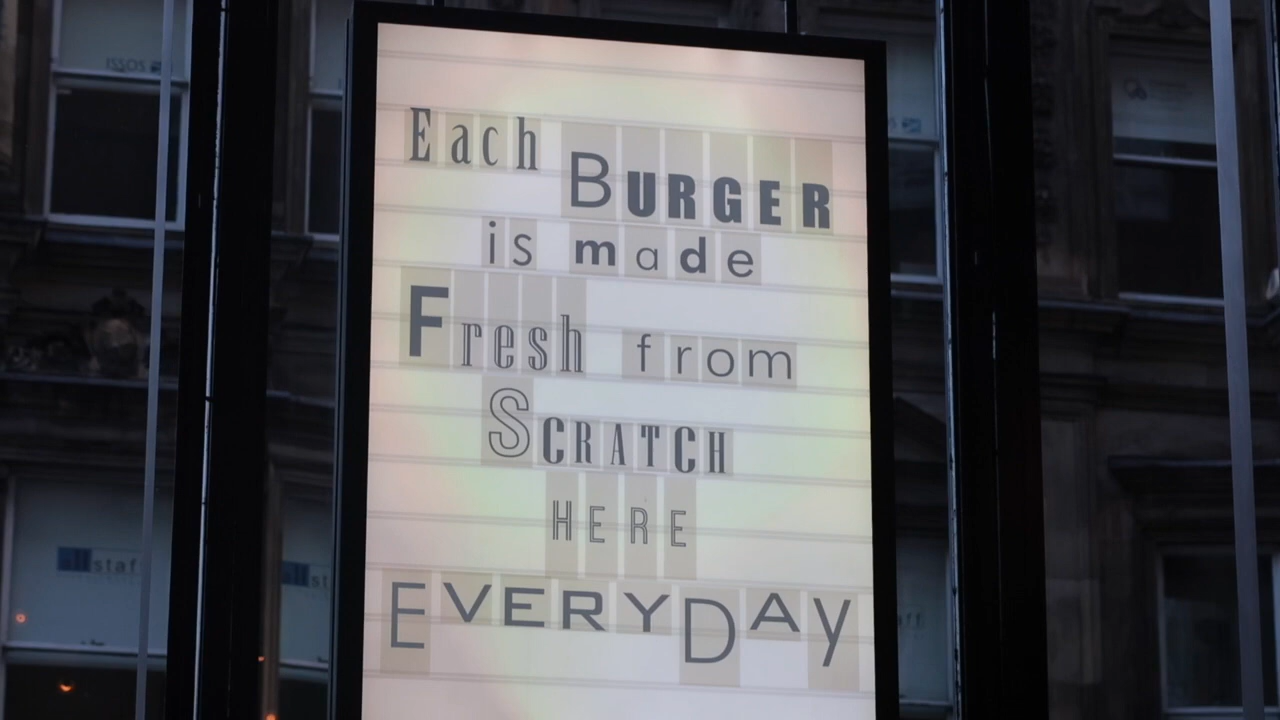 Each BURGER
is made
Fresh from
SCRATCH
HERE
EVERYDAY